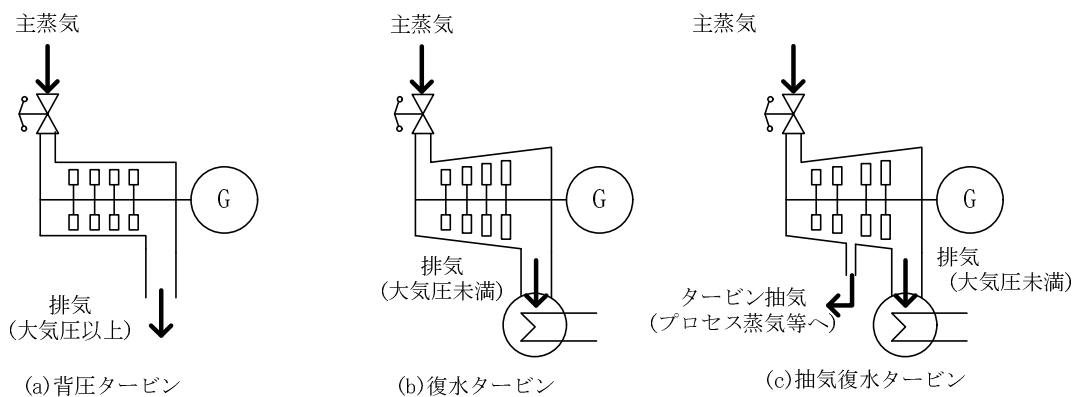 主蒸気
G
排気
(大気圧以上)
(a)背圧タービン
主蒸気
G
排気
(大気圧未満)
(b)復水タービン
主蒸気
G
排気
(大気圧未満)
タービン抽気
(プロセス蒸気等へ)
(c)抽気復水タービン